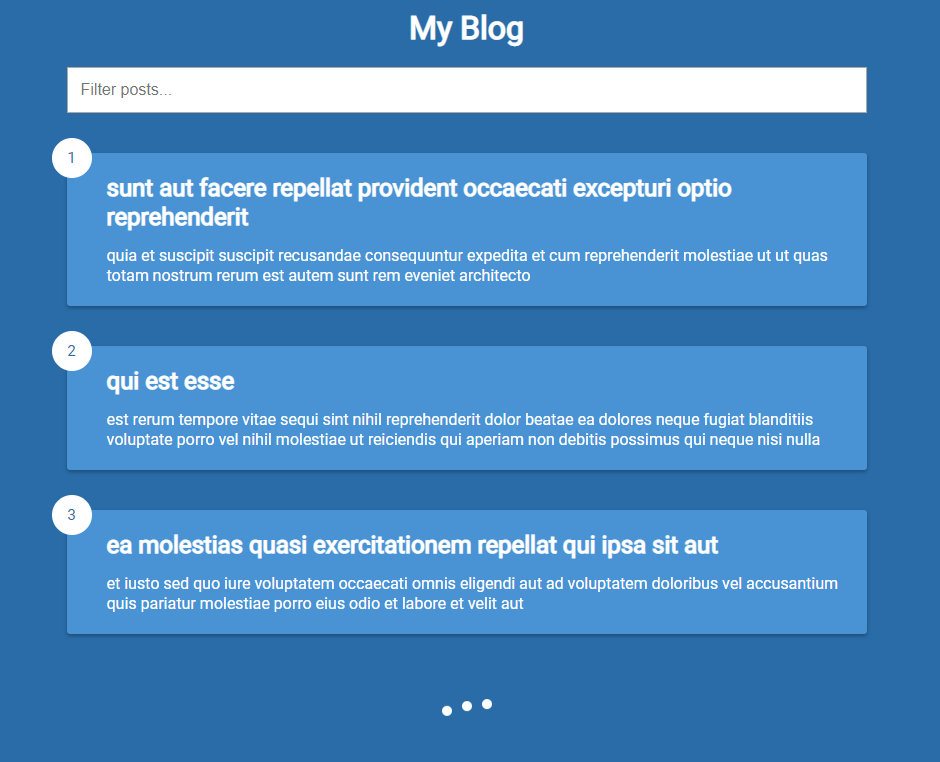 My Blog
Filter posts...
1
sunt aut facere repellat provident occaecati excepturi optio
reprehenderit
quia et suscipit suscipit recusandae consequuntur expedita et cum reprehenderit molestiae ut ut quas
totam nostrum rerum est autem sunt rem eveniet architecto
2
qui est esse
est rerum tempore vitae sequi sint nihil reprehenderit dolor beatae ea dolores neque fugiat blanditiis
voluptate porro vel nihil molestiae ut reiciendis qui aperiam non debitis possimus qui neque nisi nulla
3
ea molestias quasi exercitationem repellat qui ipsa sit aut
et iusto sed quo iure voluptatem occaecati omnis eligendi aut ad voluptatem doloribus vel accusantium
quis pariatur molestiae porro eius odio et labore et velit aut